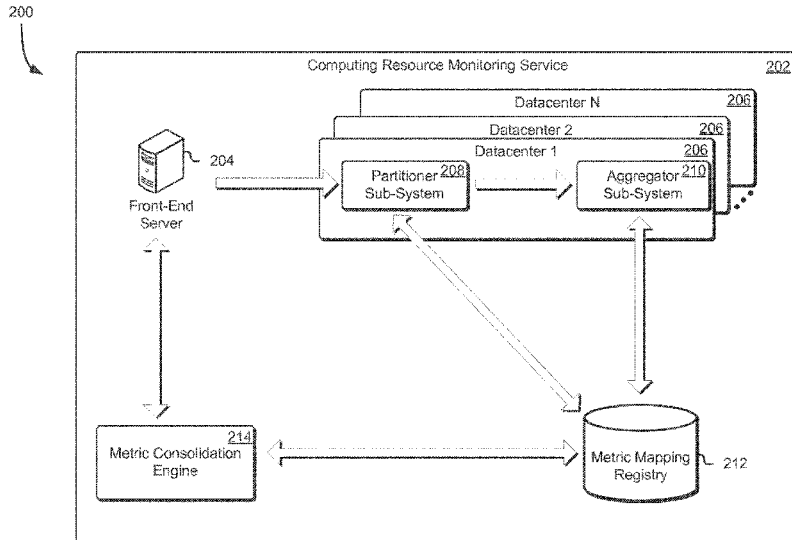 200
Computing Resource Monitoring Service 202
Datacenter N 206
Datacenter 2 206
Datacenter 1 206
204
Front-End
Server
Partitioner 208
Sub-System
Aggregator 210
Sub-System
Metric Consolidation 214
Engine
Metric Mapping
Registry
212